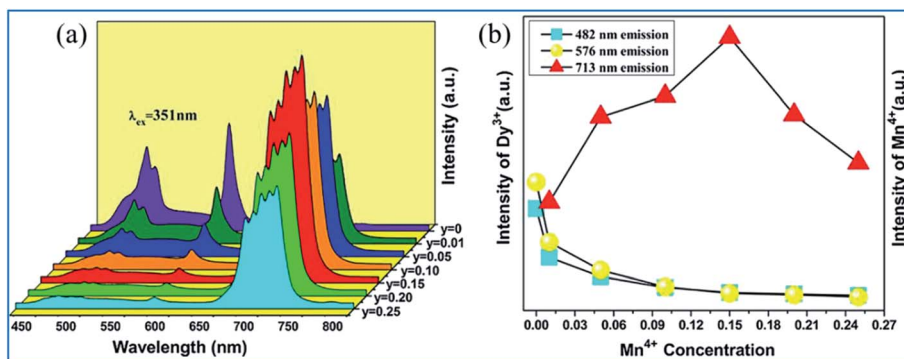 (a)
λex=351nm
Intensity (a.u.)
y=0
y=0.01
y=0.05
y=0.10
y=0.15
y=0.20
y=0.25
450 500 550 600 650 700 750 800
Wavelength (nm)
(b)
482 nm emission
576 nm emission
713 nm emission
Intensity of Dy³⁺(a.u.)
Intensity of Mn⁴⁺(a.u.)
0.00 0.03 0.06 0.09 0.12 0.15 0.18 0.21 0.24 0.27
Mn⁴⁺ Concentration